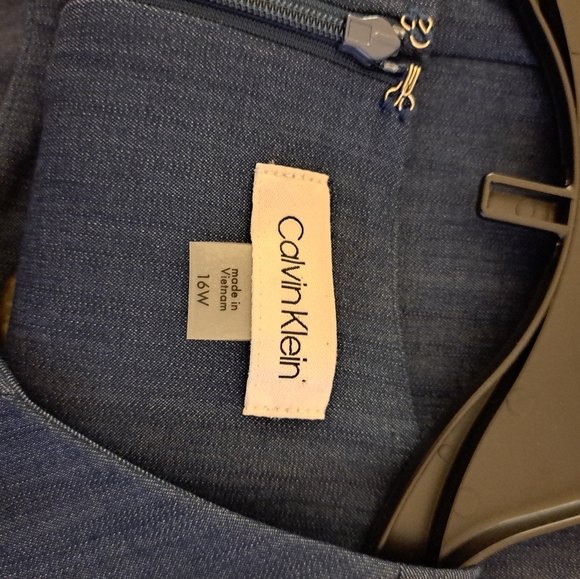 Calvin Klein
made in
Vietnam
16W